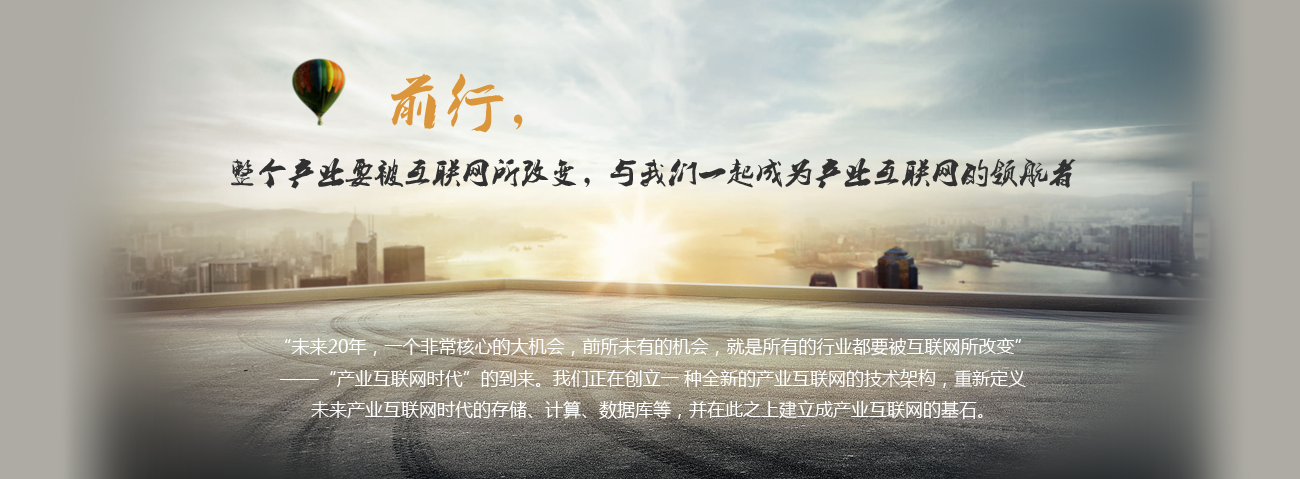 前行，
整个产业要被互联网所改变，与我们一起成为产业互联网的领航者
“未来20年，一个非常核心的大机会，前所未有的机会，就是所有的行业都要被互联网所改变”
——“产业互联网时代”的到来。我们正在创立一 种全新的产业互联网的技术架构，重新定义
未来产业互联网时代的存储、计算、数据库等，并在此之上建立成产业互联网的基石。